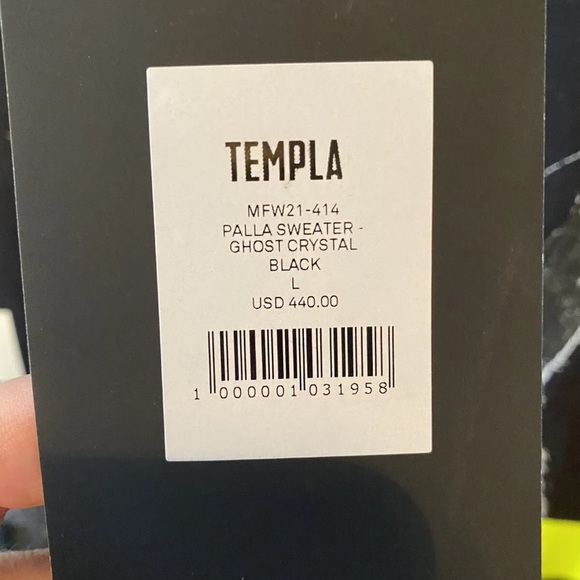 TEMPLA
MFW21-414
PALLA SWEATER -
GHOST CRYSTAL
BLACK
L
USD 440.00
1 000001 031958